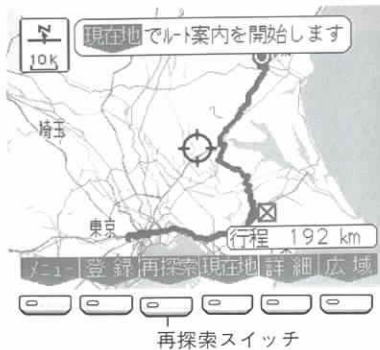 現在地でルート案内を開始します
10K
埼玉
東京
行程 192 km
メニュー 登録 再探索 現在地 詳細 広域
再探索スイッチ